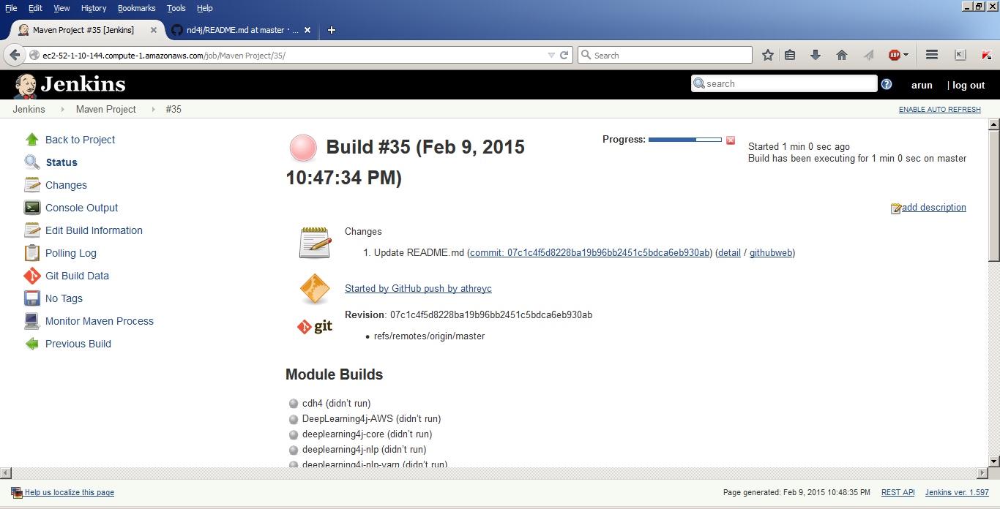 File Edit View History Bookmarks Tools Help
Maven Project #35 [Jenkins] nd4j/README.md at master · ...
ec2-52-1-10-144.compute-1.amazonaws.com/job/Maven Project/35/ Search ABP K
Jenkins search arun | log out
Jenkins Maven Project #35 ENABLE AUTO REFRESH
Back to Project
Status
Changes
Console Output
Edit Build Information
Polling Log
Git Build Data
No Tags
Monitor Maven Process
Previous Build
Build #35 (Feb 9, 2015
10:47:34 PM)
Progress:
Started 1 min 0 sec ago
Build has been executing for 1 min 0 sec on master
add description
Changes
1. Update README.md (commit: 07c1c4f5d8228ba19b96bb2451c5bdca6eb930ab) (detail / githubweb)
Started by GitHub push by athreyc
git
Revision: 07c1c4f5d8228ba19b96bb2451c5bdca6eb930ab
refs/remotes/origin/master
Module Builds
cdh4 (didn't run)
DeepLearning4j-AWS (didn't run)
deeplearning4j-core (didn't run)
deeplearning4j-nlp (didn't run)
deeplearning4j-nlp-yarn (didn't run)
Help us localize this page Page generated: Feb 9, 2015 10:48:35 PM REST API Jenkins ver. 1.597